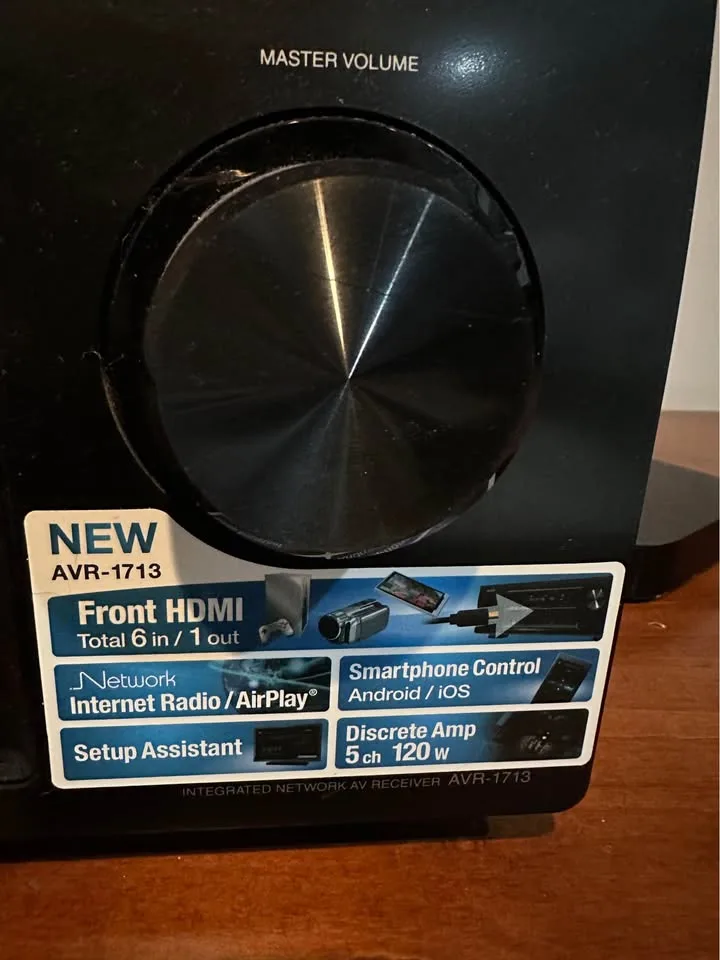 MASTER VOLUME
NEW
AVR-1713
Front HDMI
Total 6 in / 1 out
Network
Internet Radio / AirPlay®
Smartphone Control
Android / iOS
Setup Assistant
Discrete Amp
5 ch 120 W
INTEGRATED NETWORK AV RECEIVER AVR-1713